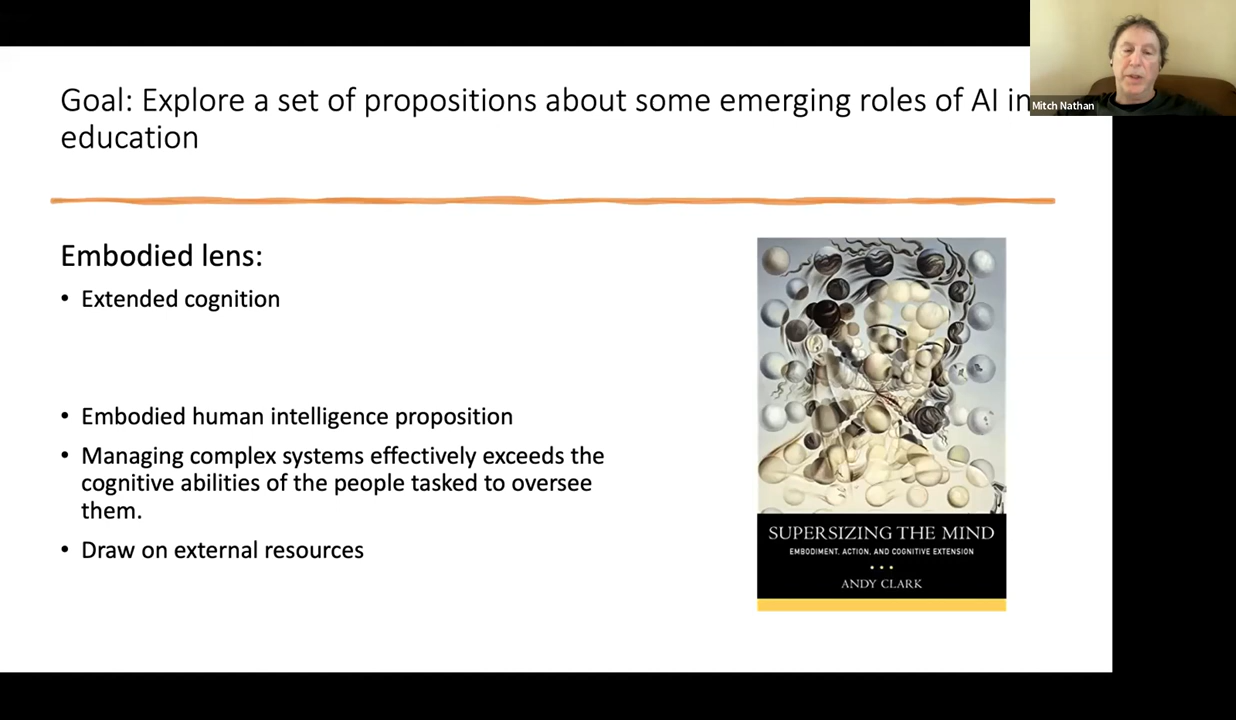 Goal: Explore a set of propositions about some emerging roles of AI in
education
Mitch Nathan
Embodied lens:
• Extended cognition
• Embodied human intelligence proposition
• Managing complex systems effectively exceeds the
cognitive abilities of the people tasked to oversee
them.
• Draw on external resources
SUPERSIZING THE MIND
EMBODIMENT, ACTION, AND COGNITIVE EXTENSION
• • •
ANDY CLARK